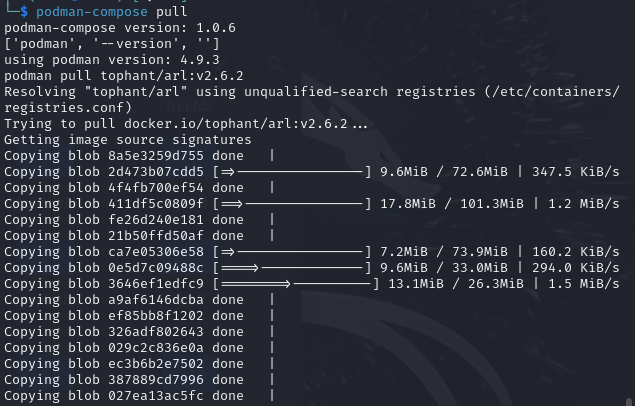 └─$ podman-compose pull
podman-compose version: 1.0.6
['podman', '--version', '']
using podman version: 4.9.3
podman pull tophant/arl:v2.6.2
Resolving "tophant/arl" using unqualified-search registries (/etc/containers/
registries.conf)
Trying to pull docker.io/tophant/arl:v2.6.2...
Getting image source signatures
Copying blob 8a5e3259d755 done   |
Copying blob 2d473b07cdd5 [=>----------------] 9.6MiB / 72.6MiB | 347.5 KiB/s
Copying blob 4f4fb700ef54 done   |
Copying blob 411df5c0809f [==>---------------] 17.8MiB / 101.3MiB | 1.2 MiB/s
Copying blob fe26d240e181 done   |
Copying blob 21b50ffd50af done   |
Copying blob ca7e05306e58 [=>----------------] 7.2MiB / 73.9MiB | 160.2 KiB/s
Copying blob 0e5d7c09488c [====>-------------] 9.6MiB / 33.0MiB | 294.0 KiB/s
Copying blob 3646ef1edfc9 [========>----------] 13.1MiB / 26.3MiB | 1.5 MiB/s
Copying blob a9af6146dcba done   |
Copying blob ef85bb8f1202 done   |
Copying blob 326adf802643 done   |
Copying blob 029c2c836e0a done   |
Copying blob ec3b6b2e7502 done   |
Copying blob 387889cd7996 done   |
Copying blob 027ea13ac5fc done   |